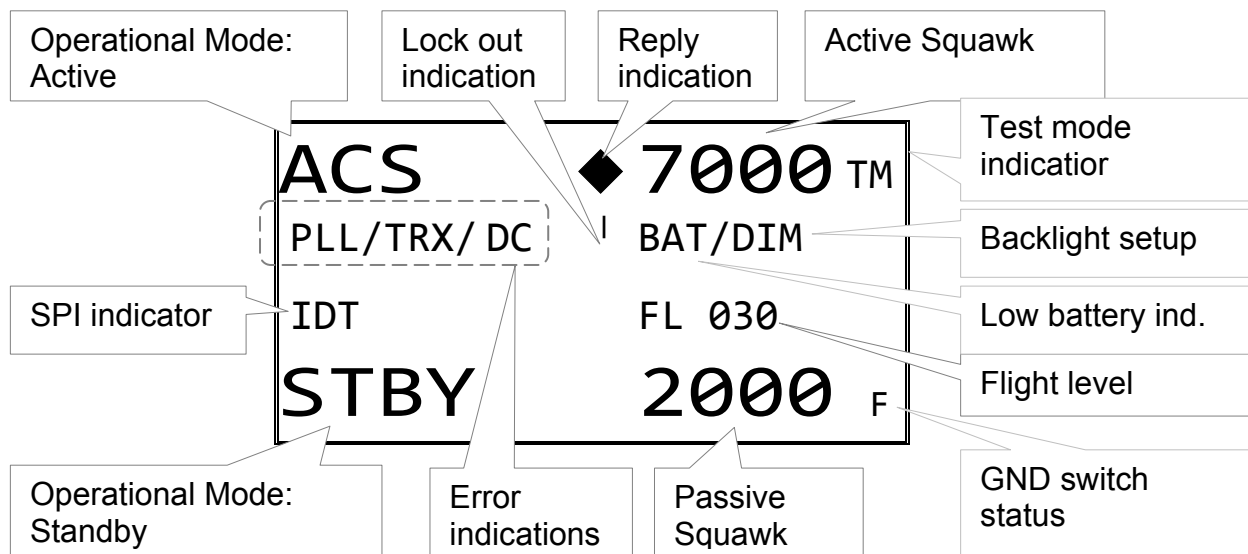 Operational Mode:
Active
Lock out
indication
Reply
indication
Active Squawk
Test mode
indicatior
ACS ◆ 7000 TM
PLL/TRX/ DC ' BAT/DIM
Backlight setup
SPI indicator
IDT FL 030
Low battery ind.
Flight level
STBY 2000 F
Operational Mode:
Standby
Error
indications
Passive
Squawk
GND switch
status